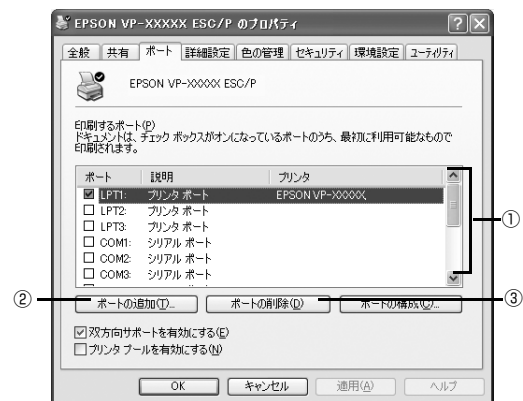 EPSON VP-XXXXX ESC/P のプロパティ
全般 共有 ポート 詳細設定 色の管理 セキュリティ 環境設定 ユーティリティ
EPSON VP-XXXXX ESC/P
印刷するポート(P)
ドキュメントは、チェック ボックスがオンになっているポートのうち、最初に利用可能なもので
印刷されます。
ポート 説明 プリンタ
LPT1: プリンタ ポート EPSON VP-XXXXX,
LPT2: プリンタ ポート
LPT3: プリンタ ポート
COM1: シリアル ポート
COM2: シリアル ポート
COM3: シリアル ポート
①
② ポートの追加(T)... ポートの削除(D) ポートの構成(C)... ③
双方向サポートを有効にする(E)
プリンタ プールを有効にする(N)
OK キャンセル 適用(A) ヘルプ